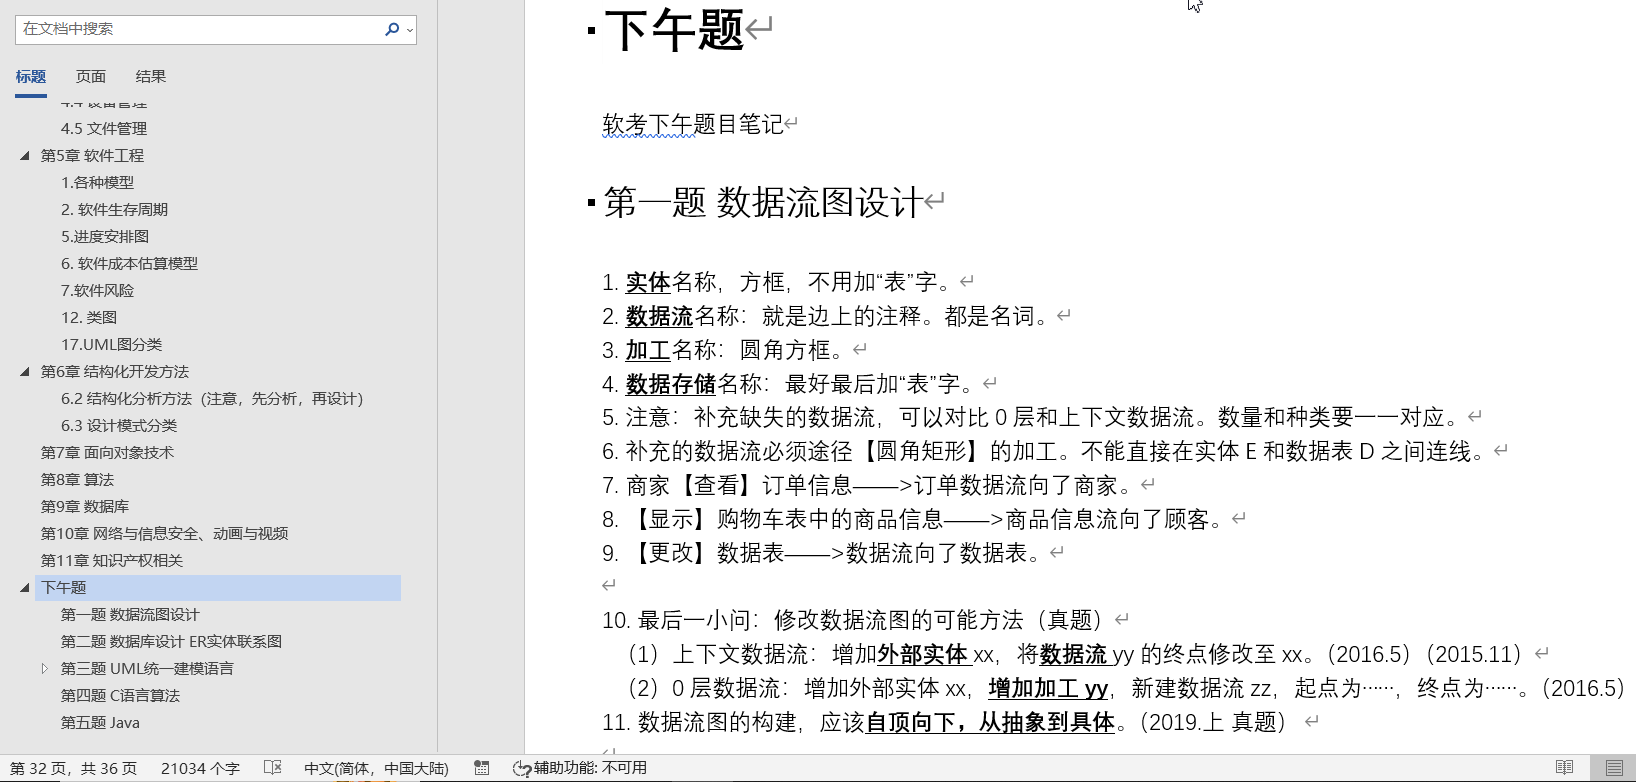 在文档中搜索
标题 页面 结果
4.4 设备管理
4.5 文件管理
第5章 软件工程
1.各种模型
2. 软件生存周期
5.进度安排图
6. 软件成本估算模型
7.软件风险
12. 类图
17.UML图分类
第6章 结构化开发方法
6.2 结构化分析方法（注意，先分析，再设计）
6.3 设计模式分类
第7章 面向对象技术
第8章 算法
第9章 数据库
第10章 网络与信息安全、动画与视频
第11章 知识产权相关
下午题
第一题 数据流图设计
第二题 数据库设计 ER实体联系图
第三题 UML统一建模语言
第四题 C语言算法
第五题 Java
下午题
软考下午题目笔记
第一题 数据流图设计
1. 实体名称，方框，不用加“表”字。
2. 数据流名称：就是边上的注释。都是名词。
3. 加工名称：圆角方框。
4. 数据存储名称：最好最后加“表”字。
5. 注意：补充缺失的数据流，可以对比 0 层和上下文数据流。数量和种类要一一对应。
6. 补充的数据流必须途径【圆角矩形】的加工。不能直接在实体 E 和数据表 D 之间连线。
7. 商家【查看】订单信息——>订单数据流向了商家。
8. 【显示】购物车表中的商品信息——>商品信息流向了顾客。
9. 【更改】数据表——>数据流向了数据表。
10. 最后一小问：修改数据流图的可能方法（真题）
（1）上下文数据流：增加外部实体 xx，将数据流 yy 的终点修改至 xx。（2016.5）（2015.11）
（2）0 层数据流：增加外部实体 xx，增加加工 yy，新建数据流 zz，起点为……，终点为……。（2016.5）
11. 数据流图的构建，应该自顶向下，从抽象到具体。（2019.上 真题）
第 32 页，共 36 页 21034 个字 中文(简体，中国大陆) 辅助功能: 不可用